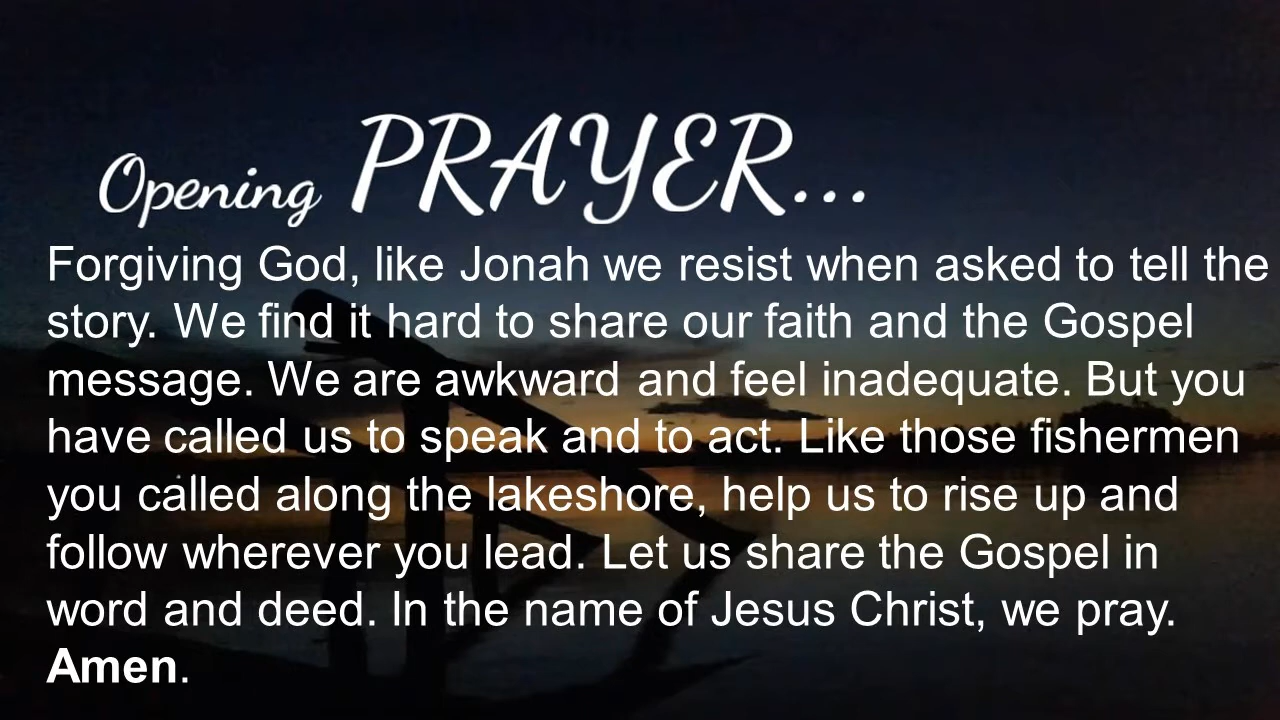 Opening PRAYER...
Forgiving God, like Jonah we resist when asked to tell the
story. We find it hard to share our faith and the Gospel
message. We are awkward and feel inadequate. But you
have called us to speak and to act. Like those fishermen
you called along the lakeshore, help us to rise up and
follow wherever you lead. Let us share the Gospel in
word and deed. In the name of Jesus Christ, we pray.
Amen.